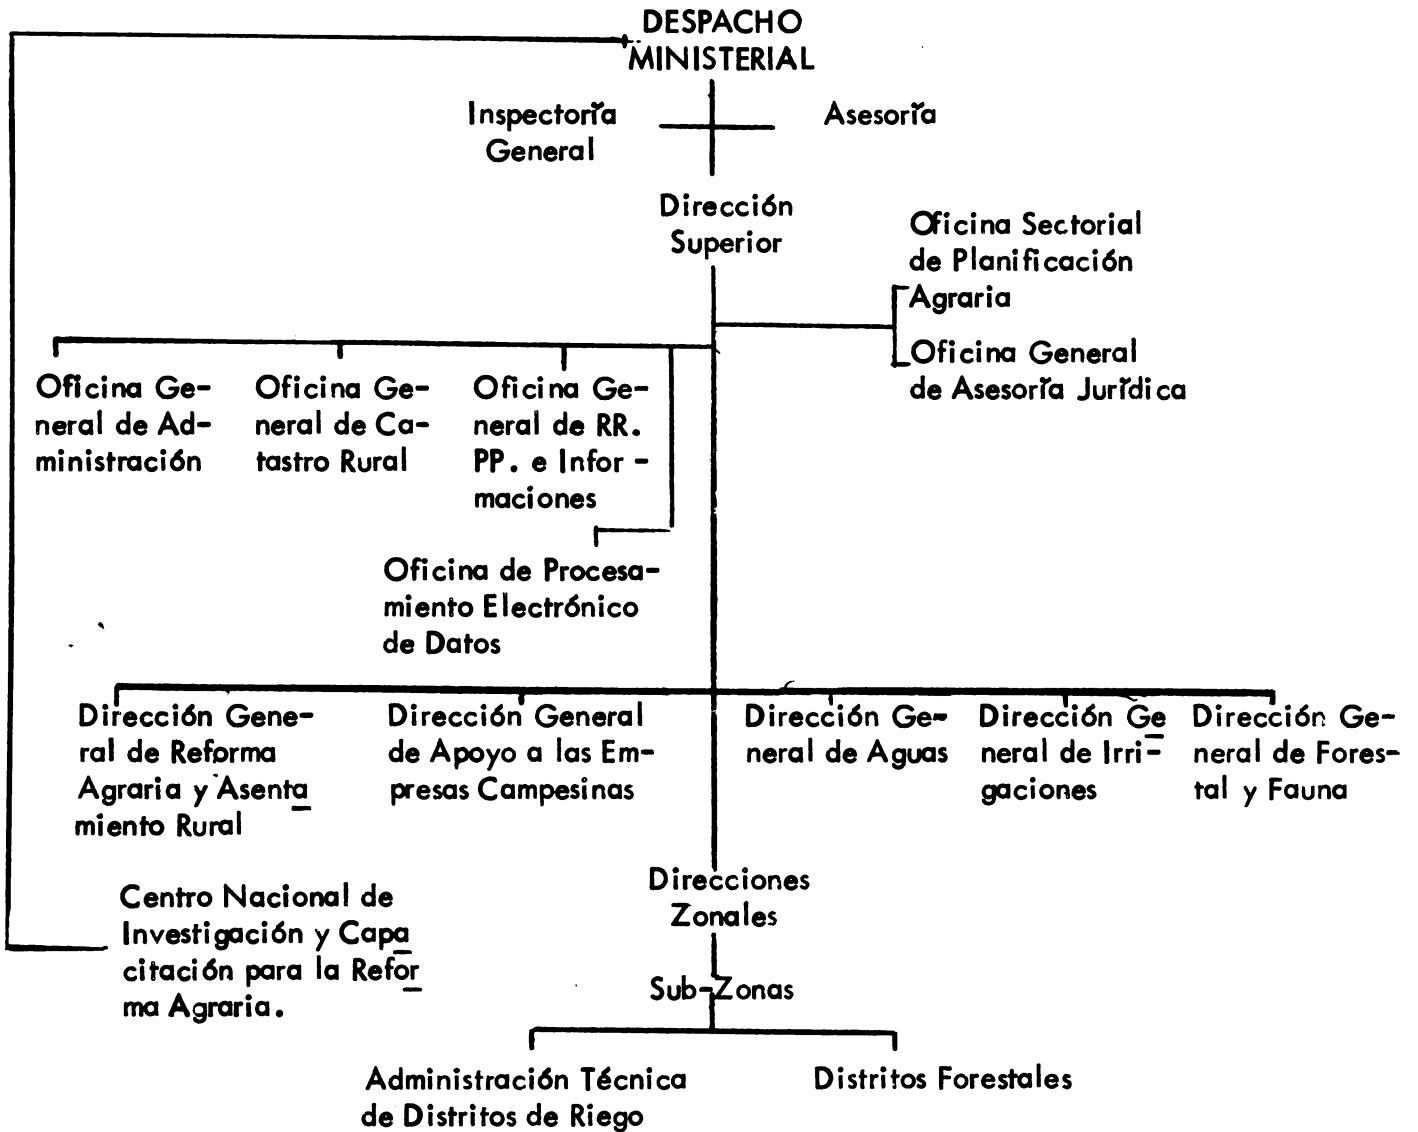 DESPACHO
MINISTERIAL
Inspectoría
General
Asesoría
Dirección
Superior
Oficina Sectorial
de Planificación
Agraria
Oficina General
de Asesoría Jurídica
Oficina Ge-
neral de Ad-
ministración
Oficina Ge-
neral de Ca-
tastro Rural
Oficina Ge-
neral de RR.
PP. e Infor-
maciones
Oficina de Procesa-
miento Electrónico
de Datos
Dirección Gene-
ral de Reforma
Agraria y Asenta
miento Rural
Dirección General
de Apoyo a las Em-
presas Campesinas
Dirección Ge-
neral de Aguas
Dirección Ge
neral de Irri-
gaciones
Dirección Ge-
neral de Fores-
tal y Fauna
Centro Nacional de
Investigación y Capa
citación para la Refor
ma Agraria.
Direcciones
Zonales
Sub-Zonas
Administración Técnica
de Distritos de Riego
Distritos Forestales